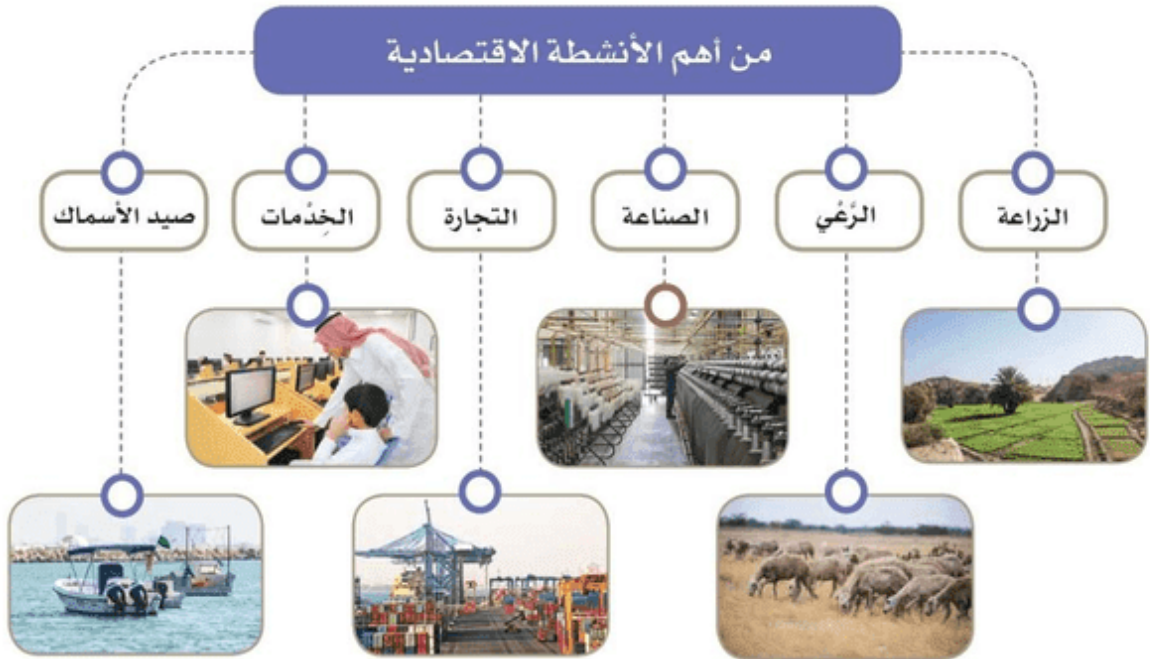 من أهم الأنشطة الاقتصادية
الزراعة
الرَّعْي
الصناعة
التجارة
الخِدْمات
صيد الأسماك